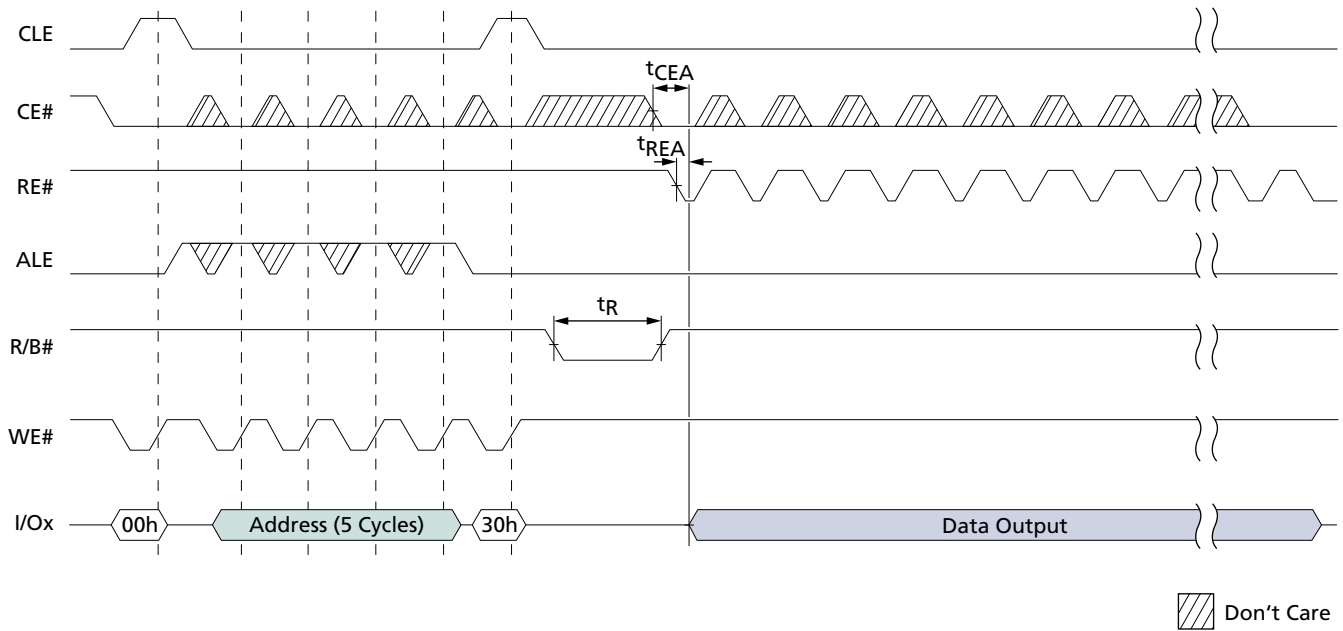 CLE
tCEA
CE#
tREA
RE#
ALE
tR
R/B#
WE#
I/Ox
00h
Address (5 Cycles)
30h
Data Output
Don't Care